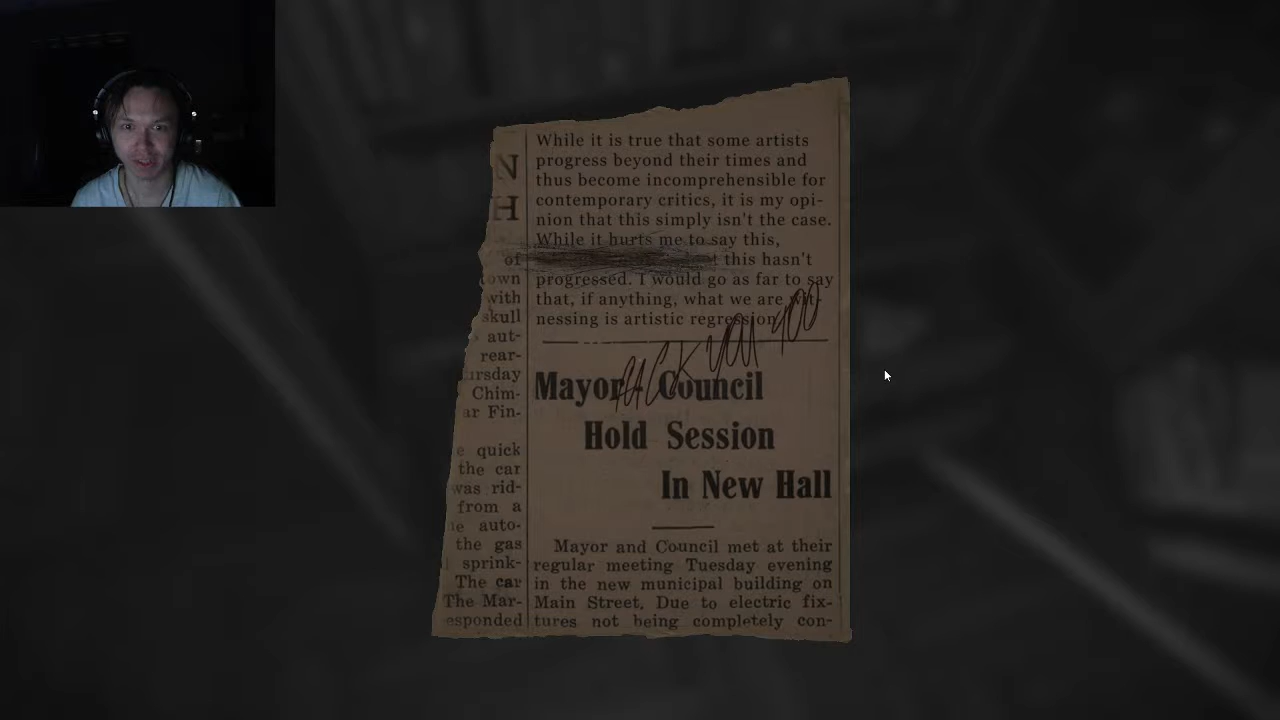 N
H
of
own
with
skull
aut-
rear-
ursday
Chim-
ar Fin-
e quick
the car
was rid-
from a
e auto-
the gas
sprink-
The car
The Mar-
esponded
While it is true that some artists
progress beyond their times and
thus become incomprehensible for
contemporary critics, it is my opi-
nion that this simply isn't the case.
While it hurts me to say this,
t this hasn't
progressed. I would go as far to say
that, if anything, what we are wit-
nessing is artistic regression
YOU TOO
Mayor- Council
Hold Session
In New Hall
Mayor and Council met at their
regular meeting Tuesday evening
in the new municipal building on
Main Street. Due to electric fix-
tures not being completely con-